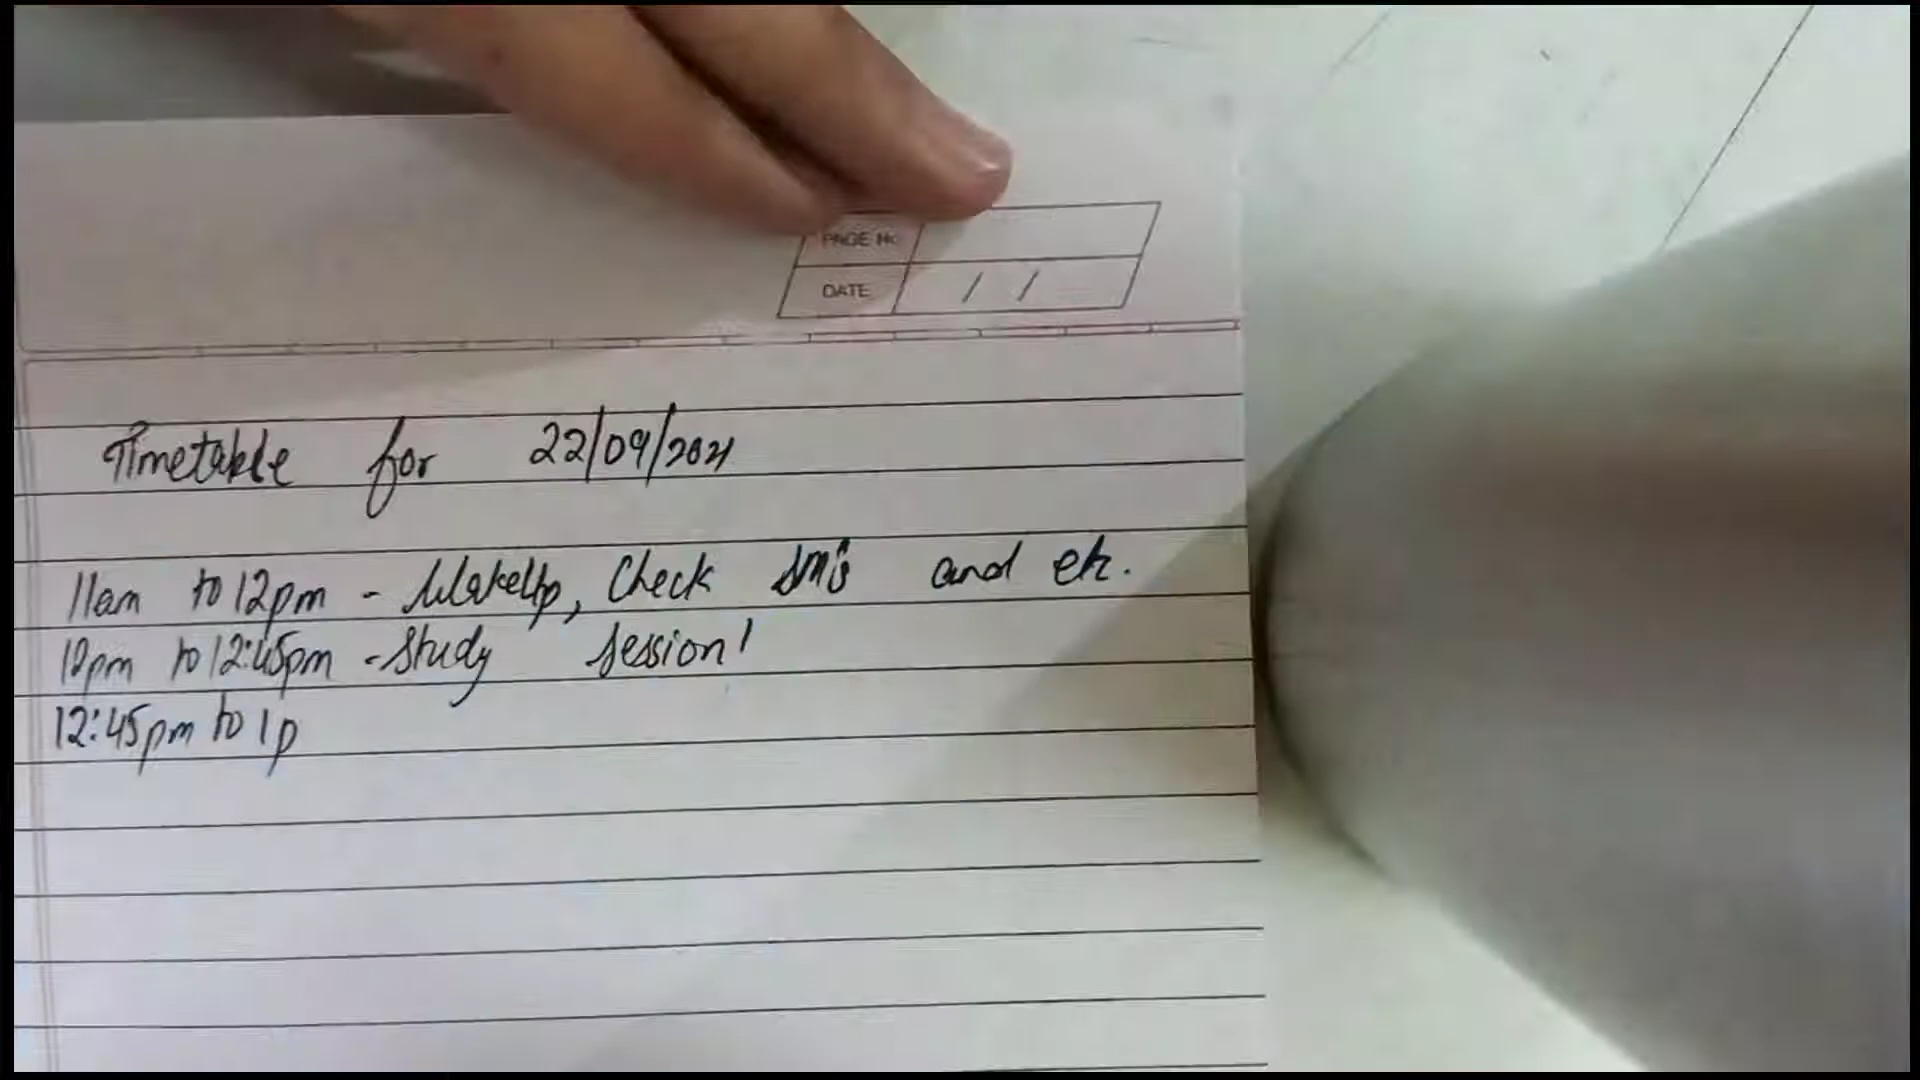 PAGE No
DATE / /
Timetable for 22/09/2021
11am to 12pm - WakeUp, Check DM's and etc.
12pm to 12:45pm - Study Session 1
12:45pm to 1p